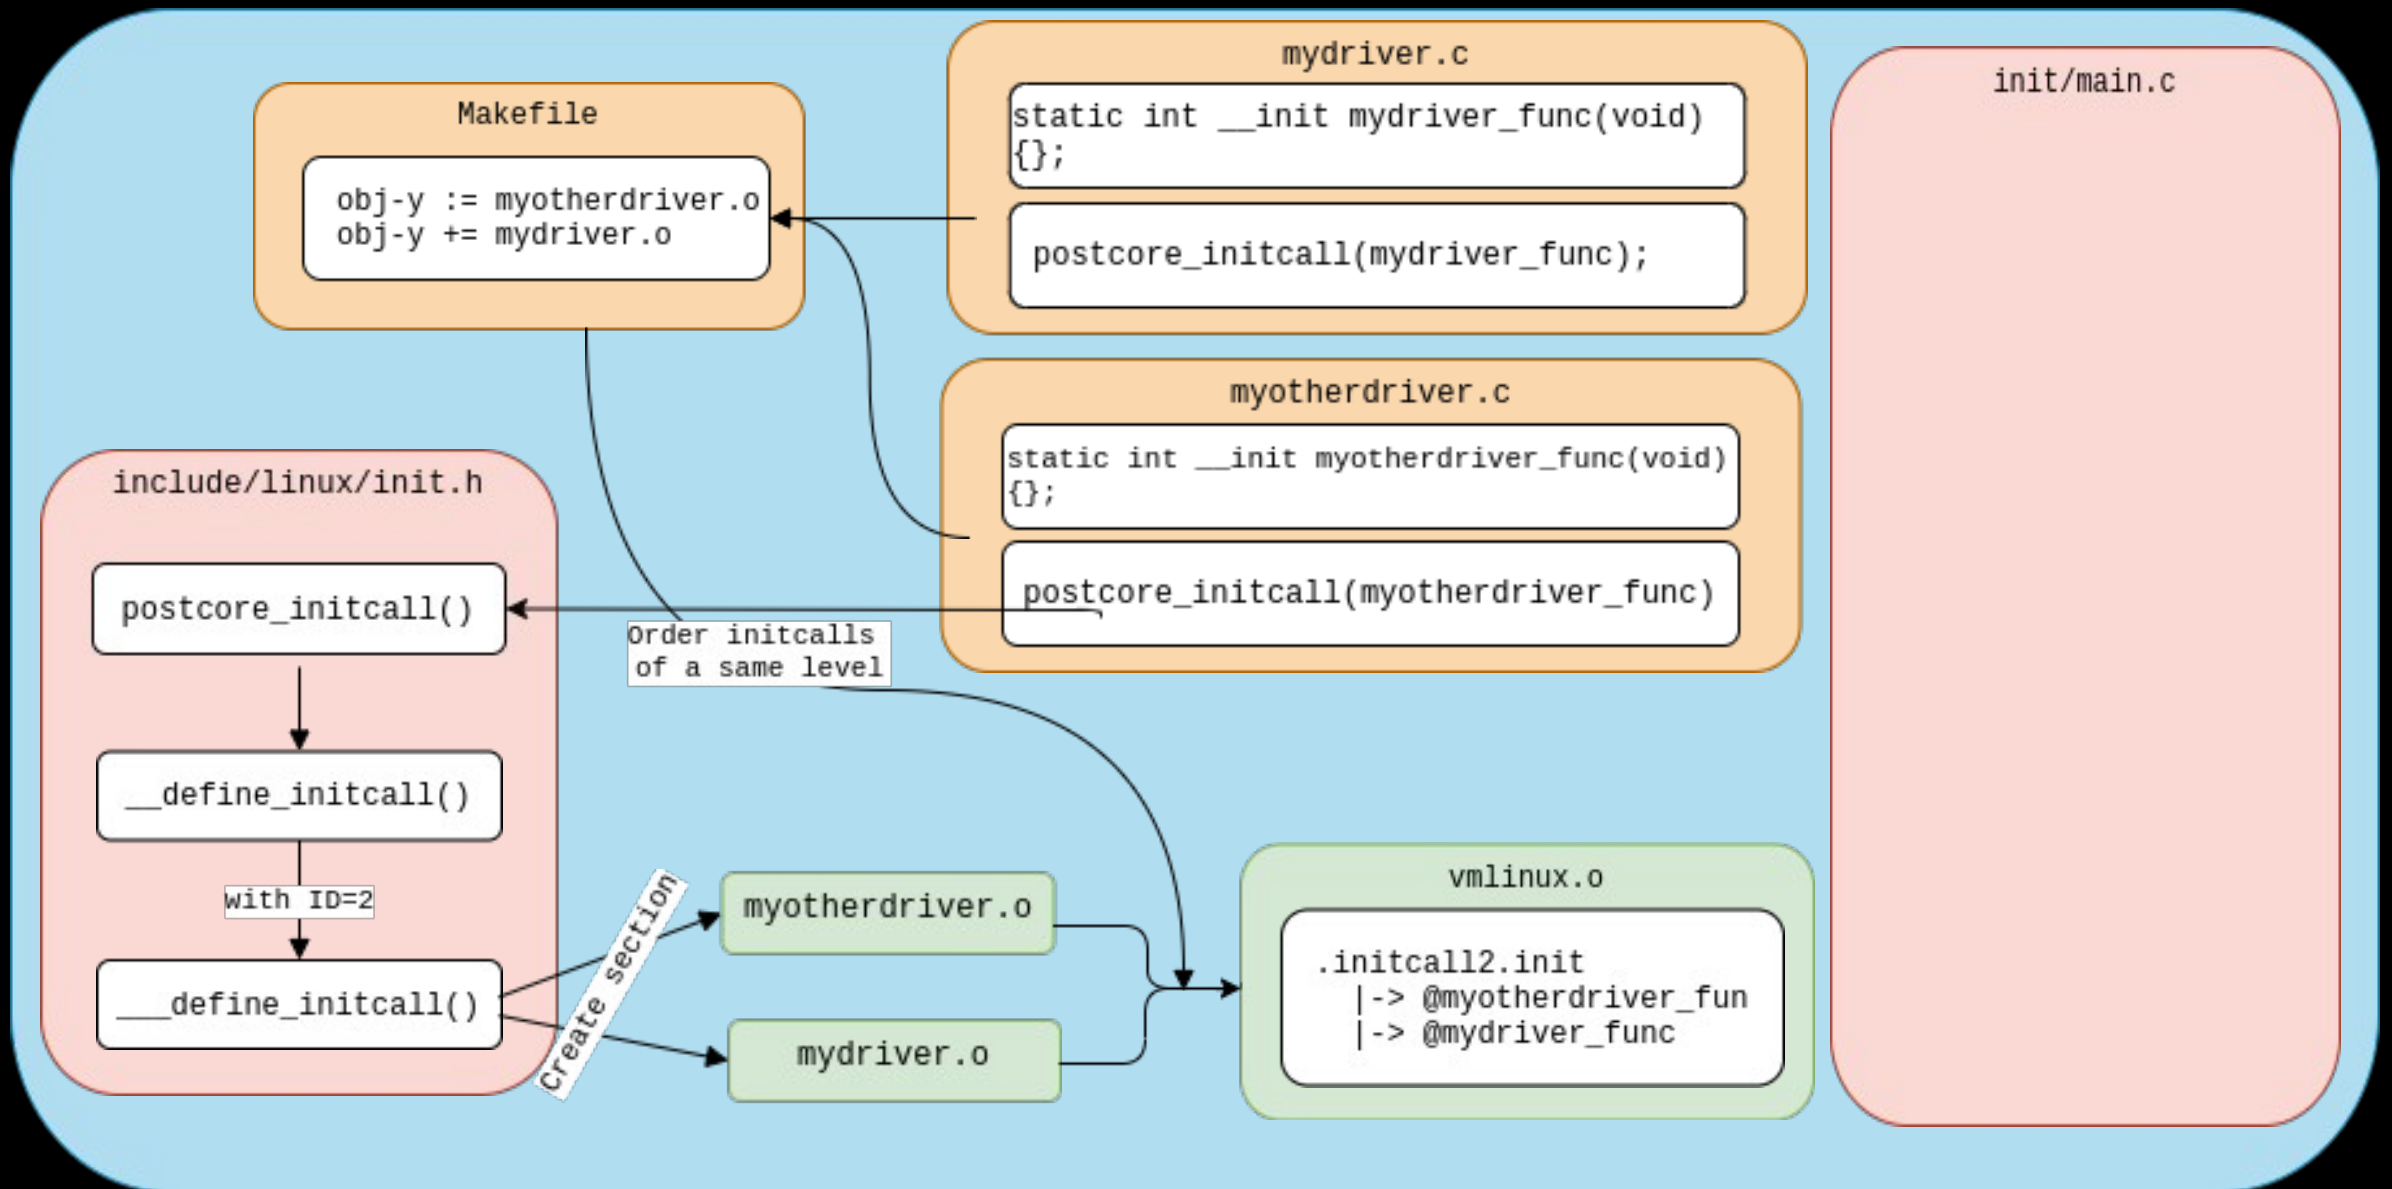 Makefile
obj-y := myotherdriver.o
obj-y += mydriver.o
mydriver.c
static int __init mydriver_func(void)
{};
postcore_initcall(mydriver_func);
myotherdriver.c
static int __init myotherdriver_func(void)
{};
postcore_initcall(myotherdriver_func)
init/main.c
include/linux/init.h
postcore_initcall()
__define_initcall()
with ID=2
___define_initcall()
Order initcalls
of a same level
Create section
myotherdriver.o
mydriver.o
vmlinux.o
.initcall2.init
|-> @myotherdriver_fun
|-> @mydriver_func